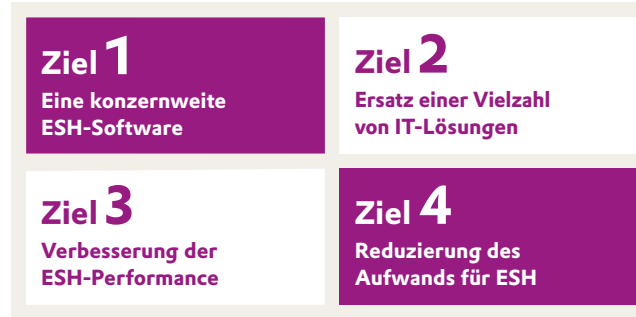 Ziel 1
Eine konzernweite
ESH-Software
Ziel 2
Ersatz einer Vielzahl
von IT-Lösungen
Ziel 3
Verbesserung der
ESH-Performance
Ziel 4
Reduzierung des
Aufwands für ESH